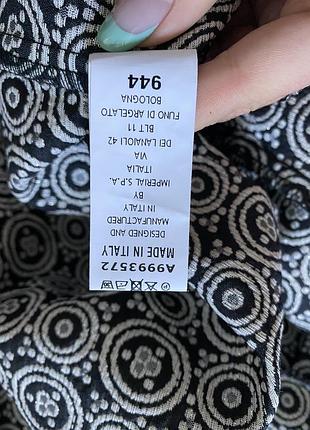 A9993572
MADE IN ITALY
DESIGNED AND
MANUFACTURED
IN ITALY
BY
IMPERIAL S.P.A.
ITALIA
VIA
DEI LANAIOLI 42
BLT 11
FUNO DI ARGELATO
BOLOGNA
944